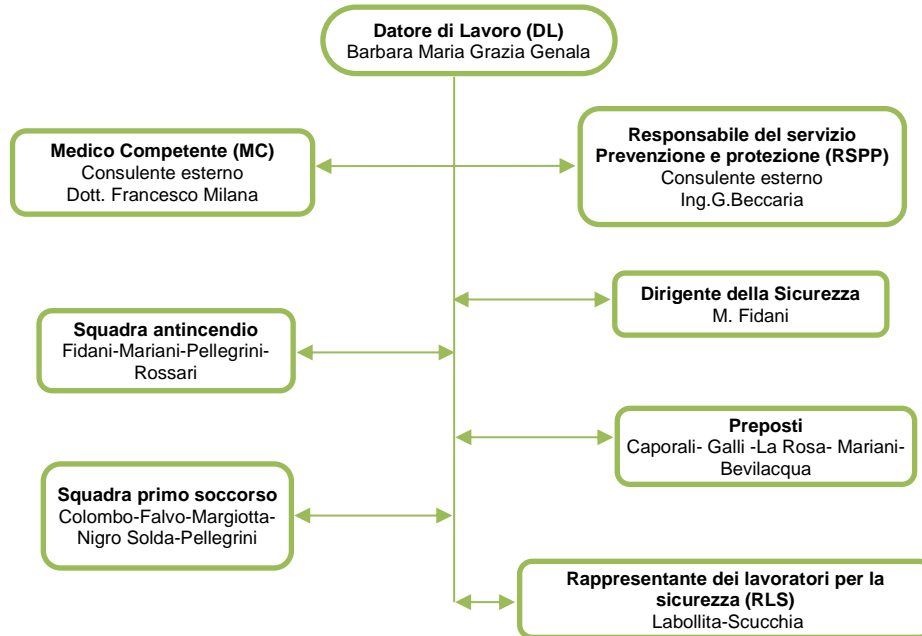 Datore di Lavoro (DL)
Barbara Maria Grazia Genala
Medico Competente (MC)
Consulente esterno
Dott. Francesco Milana
Responsabile del servizio
Prevenzione e protezione (RSPP)
Consulente esterno
Ing.G.Beccaria
Dirigente della Sicurezza
M. Fidani
Squadra antincendio
Fidani-Mariani-Pellegrini-
Rossari
Preposti
Caporali- Galli -La Rosa- Mariani-
Bevilacqua
Squadra primo soccorso
Colombo-Falvo-Margiotta-
Nigro Solda-Pellegrini
Rappresentante dei lavoratori per la
sicurezza (RLS)
Labollita-Scucchia